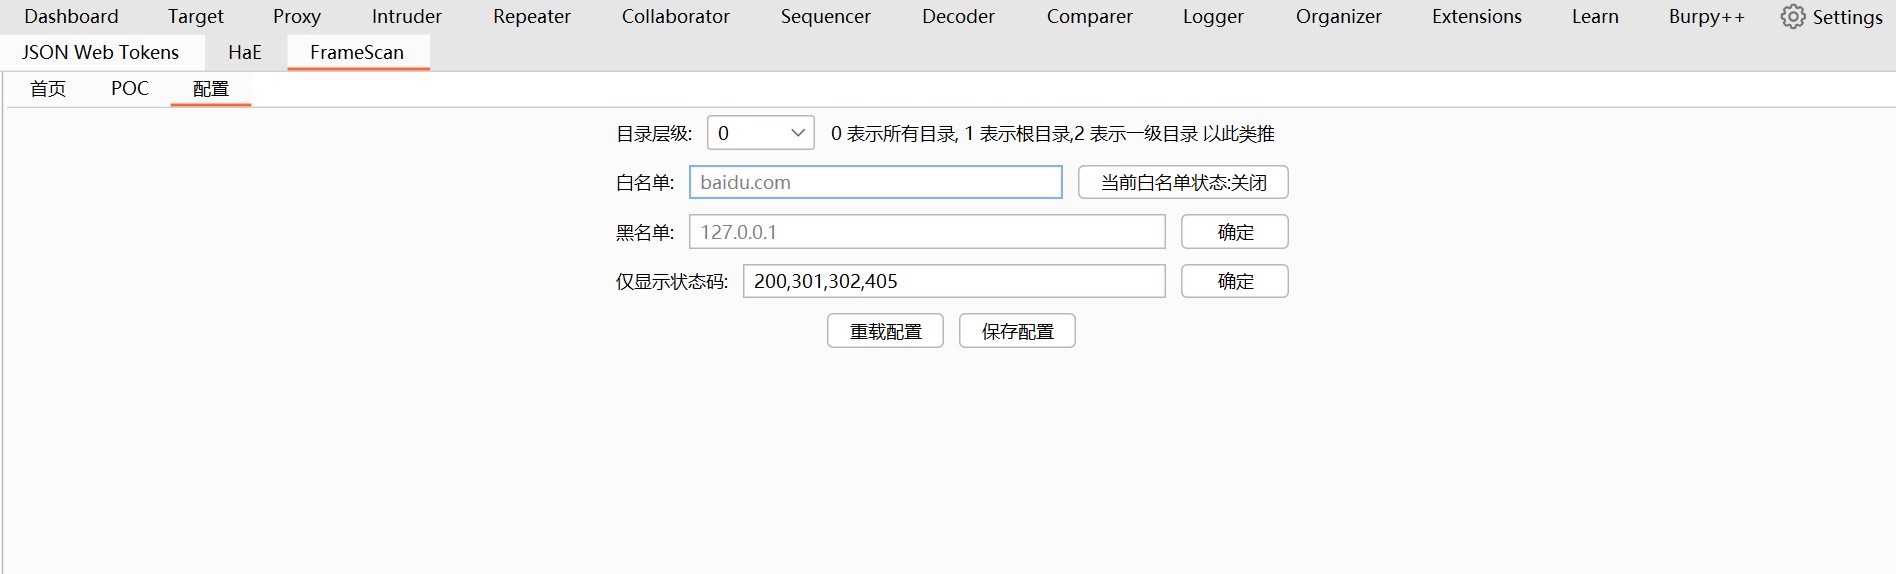 Dashboard Target Proxy Intruder Repeater Collaborator Sequencer Decoder Comparer Logger Organizer Extensions Learn Burpy++ Settings
JSON Web Tokens HaE FrameScan
首页 POC 配置
目录层级: 0 0 表示所有目录, 1 表示根目录,2 表示一级目录 以此类推
白名单: baidu.com 当前白名单状态:关闭
黑名单: 127.0.0.1 确定
仅显示状态码: 200,301,302,405 确定
重载配置 保存配置